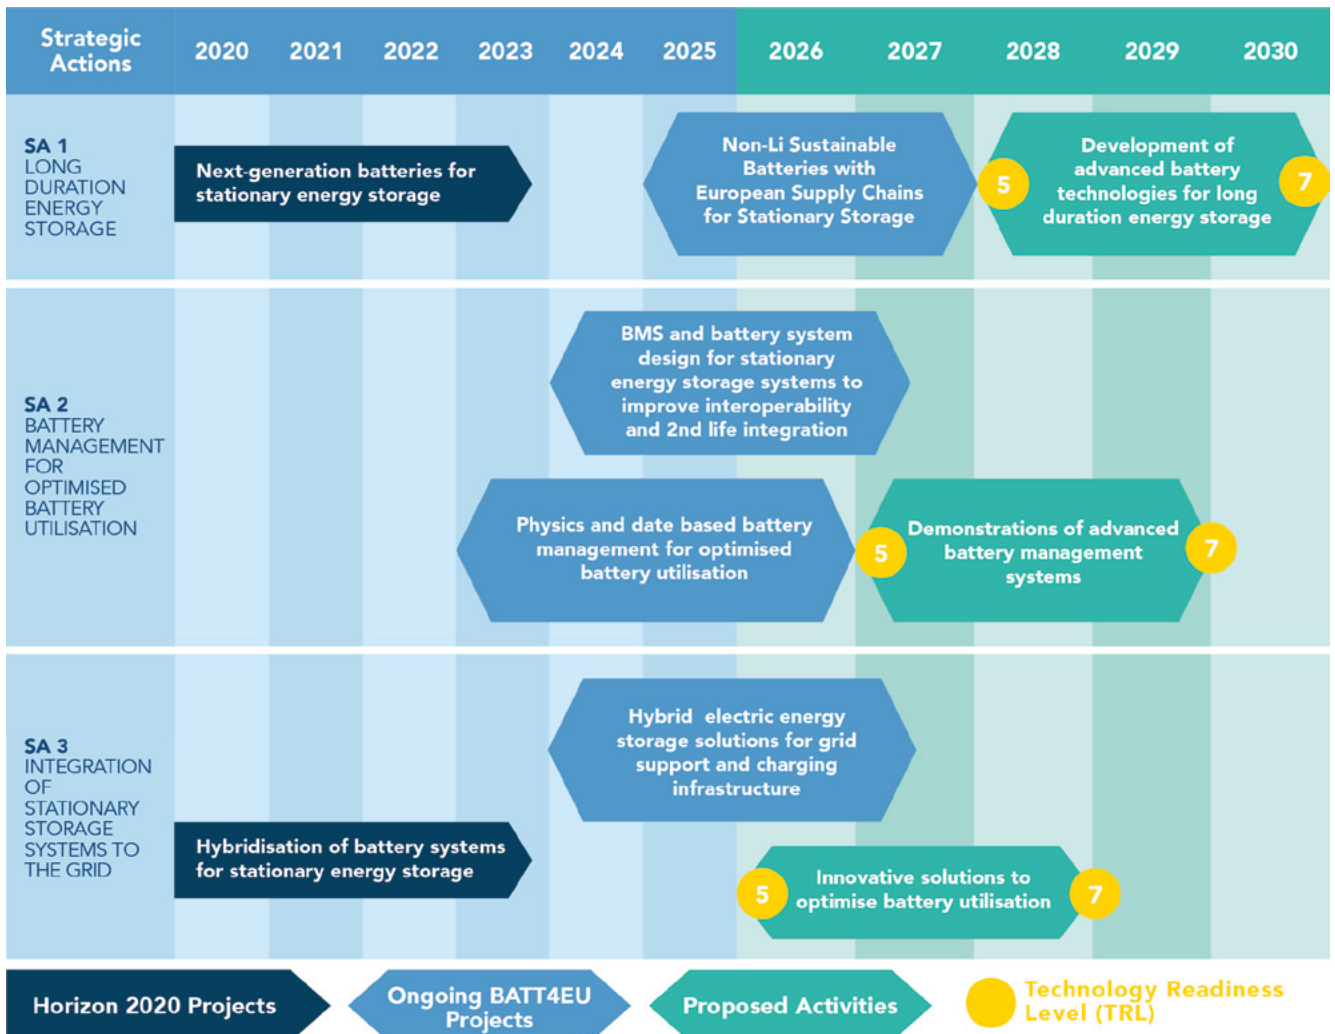 Strategic
Actions
2020 2021 2022 2023 2024 2025 2026 2027 2028 2029 2030
SA 1
LONG
DURATION
ENERGY
STORAGE
Next-generation batteries for
stationary energy storage
Non-Li Sustainable
Batteries with
European Supply Chains
for Stationary Storage
5
Development of
advanced battery
technologies for long
duration energy storage
7
SA 2
BATTERY
MANAGEMENT
FOR
OPTIMISED
BATTERY
UTILISATION
BMS and battery system
design for stationary
energy storage systems to
improve interoperability
and 2nd life integration
Physics and date based battery
management for optimised
battery utilisation
5
Demonstrations of advanced
battery management
systems
7
SA 3
INTEGRATION
OF
STATIONARY
STORAGE
SYSTEMS TO
THE GRID
Hybrid electric energy
storage solutions for grid
support and charging
infrastructure
Hybridisation of battery systems
for stationary energy storage
5
Innovative solutions to
optimise battery utilisation
7
Horizon 2020 Projects
Ongoing BATT4EU
Projects
Proposed Activities
Technology Readiness
Level (TRL)